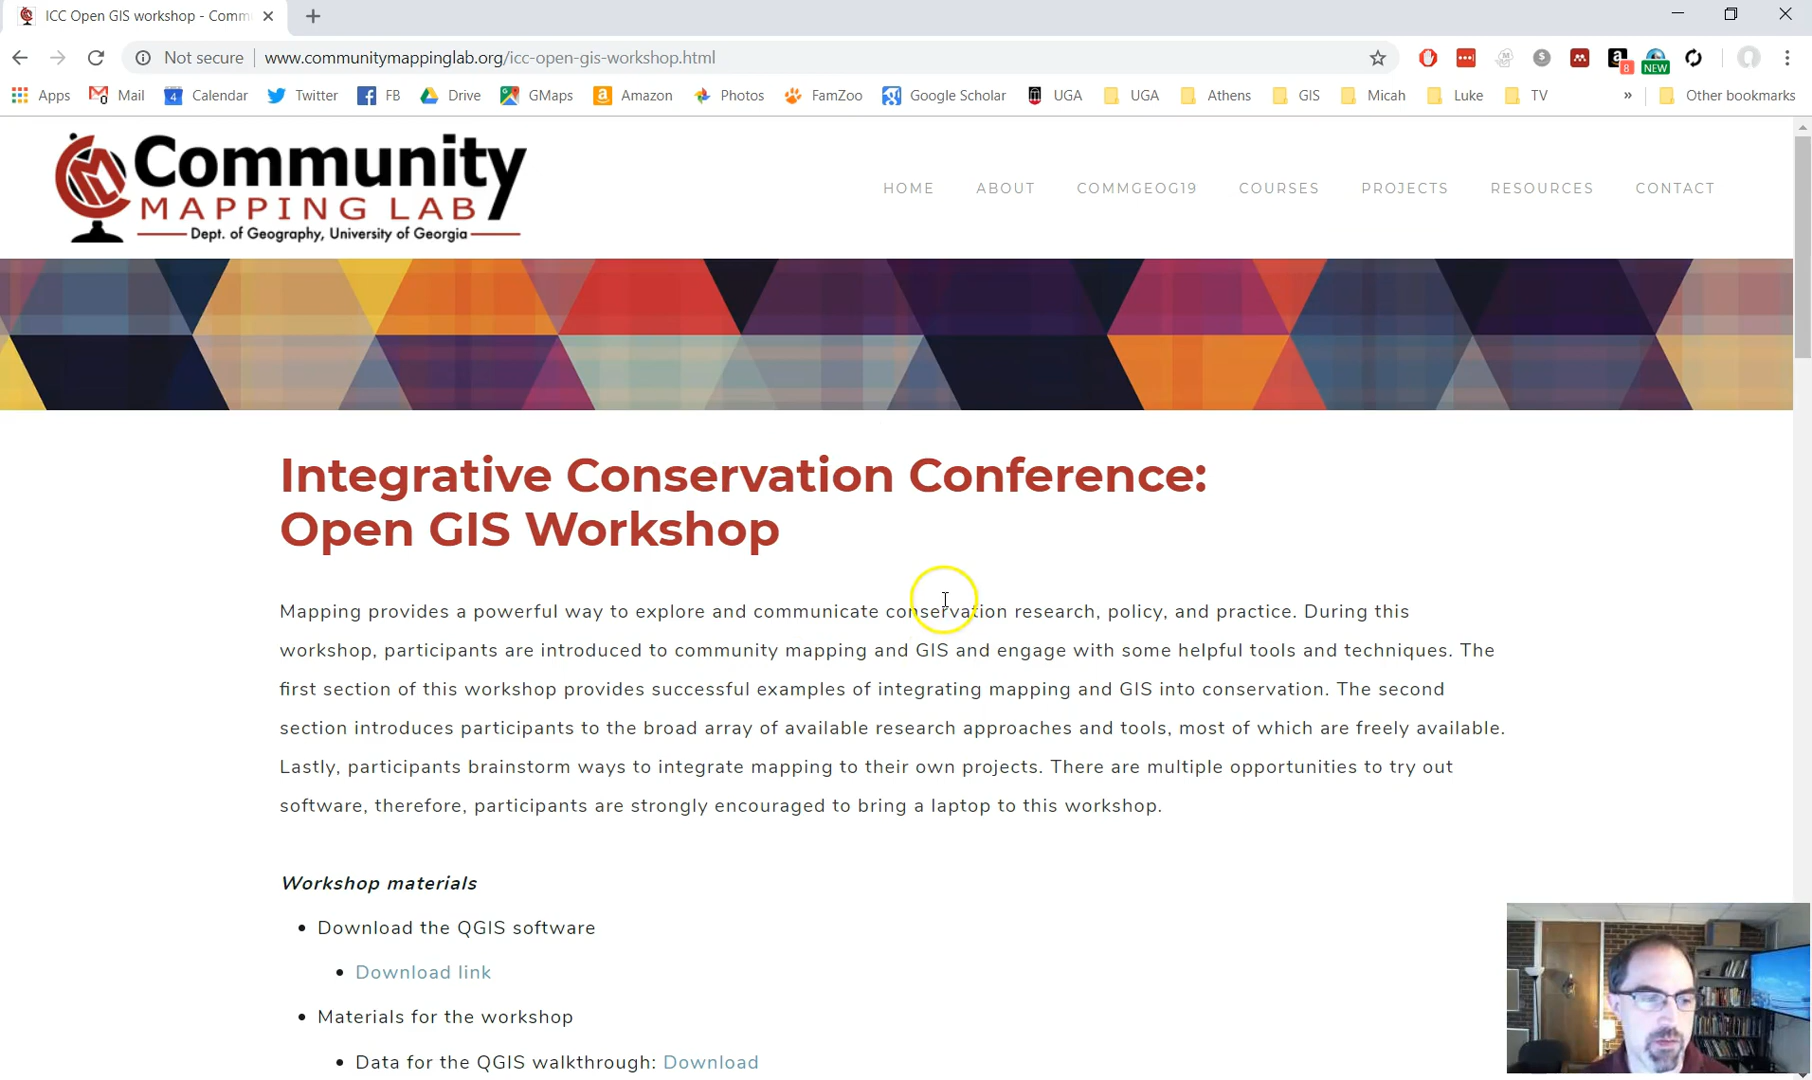 ICC Open GIS workshop - Comm
Not secure www.communitymappinglab.org/icc-open-gis-workshop.html
8 NEW
Apps Mail Calendar Twitter FB Drive GMaps Amazon Photos FamZoo Google Scholar UGA UGA Athens GIS Micah Luke TV » Other bookmarks
Community
MAPPING LAB
Dept. of Geography, University of Georgia
HOME ABOUT COMMGEOG19 COURSES PROJECTS RESOURCES CONTACT
Integrative Conservation Conference:
Open GIS Workshop
Mapping provides a powerful way to explore and communicate conservation research, policy, and practice. During this
workshop, participants are introduced to community mapping and GIS and engage with some helpful tools and techniques. The
first section of this workshop provides successful examples of integrating mapping and GIS into conservation. The second
section introduces participants to the broad array of available research approaches and tools, most of which are freely available.
Lastly, participants brainstorm ways to integrate mapping to their own projects. There are multiple opportunities to try out
software, therefore, participants are strongly encouraged to bring a laptop to this workshop.
Workshop materials
• Download the QGIS software
• Download link
• Materials for the workshop
• Data for the QGIS walkthrough: Download